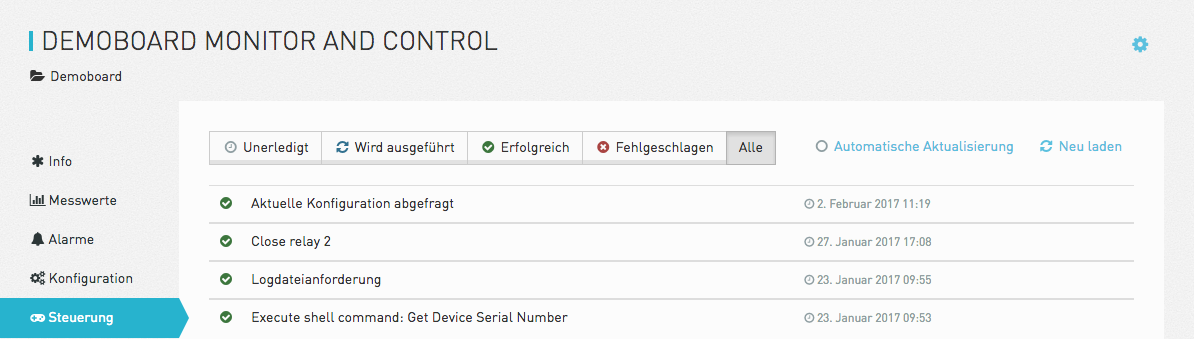 DEMOBOARD MONITOR AND CONTROL
Demoboard
Info
Messwerte
Alarme
Konfiguration
Steuerung
Unerledigt Wird ausgeführt Erfolgreich Fehlgeschlagen Alle Automatische Aktualisierung Neu laden
Aktuelle Konfiguration abgefragt 2. Februar 2017 11:19
Close relay 2 27. Januar 2017 17:08
Logdateianforderung 23. Januar 2017 09:55
Execute shell command: Get Device Serial Number 23. Januar 2017 09:53